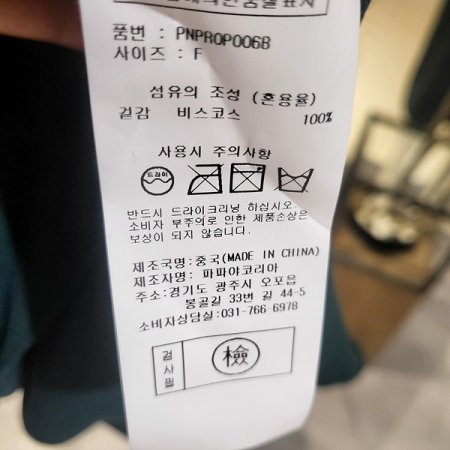 품번 : PNPROP006B
사이즈 : F
섬유의 조성 (혼용율)
겉감 비스코스 100%
사용시 주의사항
드라이
반드시 드라이크리닝 하십시오.
소비자 부주의로 인한 제품손상은
보상이 되지 않습니다.
제조국명:중국(MADE IN CHINA)
제조자명: 파파야코리아
주소:경기도 광주시 오포읍
봉골길 33번 길 44-5
소비자상담실:031-766-6978
검사필
檢